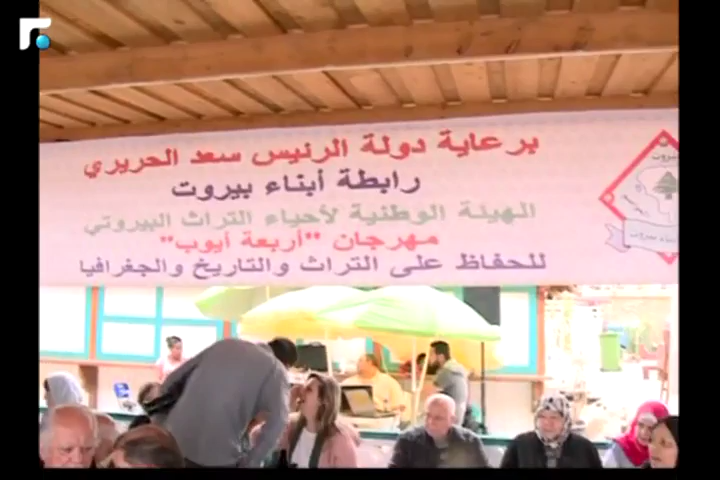 برعاية دولة الرئيس سعد الحريري
رابطة أبناء بيروت
الهيئة الوطنية لأحياء التراث البيروتي
مهرجان "أربعة أيوب"
للحفاظ على التراث والتاريخ والجغرافيا
بيروت